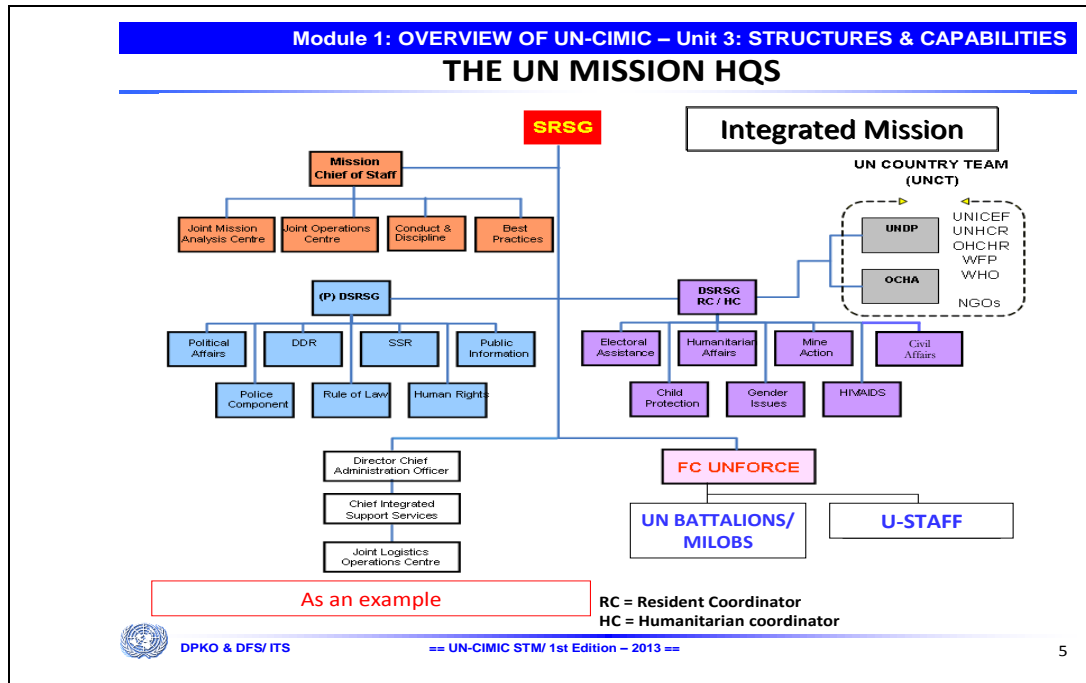 Module 1: OVERVIEW OF UN-CIMIC – Unit 3: STRUCTURES & CAPABILITIES
THE UN MISSION HQS
SRSG
Integrated Mission
Mission
Chief of Staff
UN COUNTRY TEAM
(UNCT)
Joint Mission
Analysis Centre
Joint Operations
Centre
Conduct &
Discipline
Best
Practices
UNDP
OCHA
UNICEF
UNHCR
OHCHR
WFP
WHO
NGOs
(P) DSRSG
DSRSG
RC / HC
Political
Affairs
DDR
SSR
Public
Information
Electoral
Assistance
Humanitarian
Affairs
Mine
Action
Civil
Affairs
Police
Component
Rule of Law
Human Rights
Child
Protection
Gender
Issues
HIV/AIDS
Director Chief
Administration Officer
Chief Integrated
Support Services
Joint Logistics
Operations Centre
FC UNFORCE
UN BATTALIONS/
MILOBS
U-STAFF
As an example
RC = Resident Coordinator
HC = Humanitarian coordinator
DPKO & DFS/ ITS
== UN-CIMIC STM/ 1st Edition – 2013 ==
5